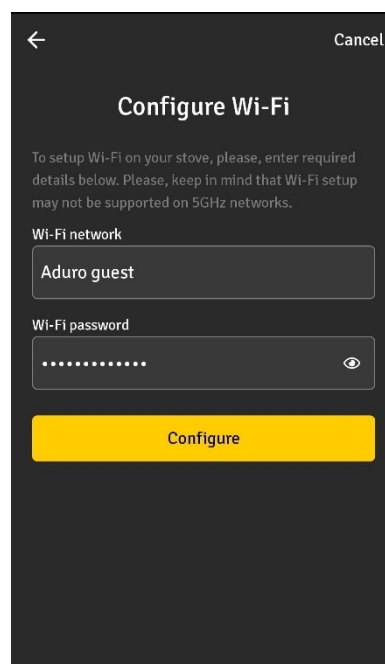 Cancel
Configure Wi-Fi
To setup Wi-Fi on your stove, please, enter required
details below. Please, keep in mind that Wi-Fi setup
may not be supported on 5GHz networks.
Wi-Fi network
Aduro guest
Wi-Fi password
•••••••••••••
Configure